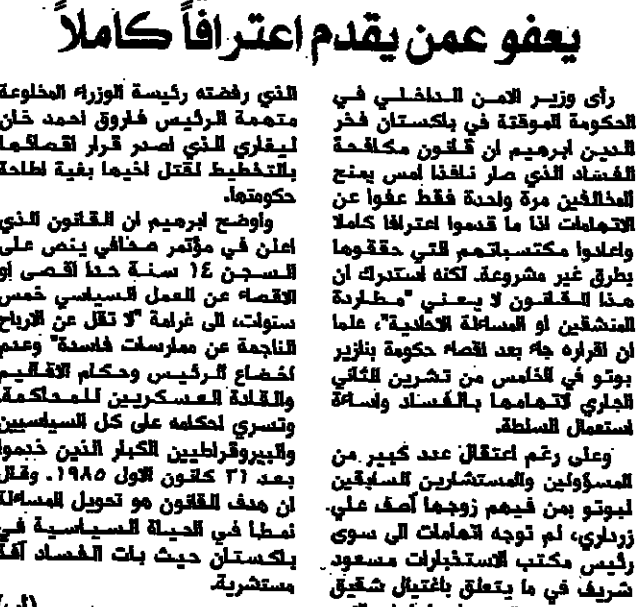 يعفو عمن يقدم اعترافاً كاملاً
رأى وزير الامن الداخلي في
الحكومة الموقتة في باكستان فخر
الدين ابرهيم ان قانون مكافحة
الفساد الذي صار نافذا امس يمنح
المخالفين مرة واحدة فقط عفوا عن
الاتهامات اذا ما قدموا اعترافا كاملا
واعادوا مكتسباتهم التي حققوها
بطرق غير مشروعة. لكنه استدرك ان
هذا القانون لا يعني "مطاردة
المنشقين او المساءلة الاحادية"، علما
ان اقراره جاء بعد اقصاء حكومة بنازير
بوتو في الخامس من تشرين الثاني
الجاري لاتهامها بالفساد واساءة
استعمال السلطة.
وعلى رغم اعتقال عدد كبير من
المسؤولين والمستشارين السابقين
لبوتو بمن فيهم زوجها آصف علي
زرداري، لم توجه اتهامات الى سوى
رئيس مكتب الاستخبارات مسعود
شريف في ما يتعلق باغتيال شقيق
الذي رفضته رئيسة الوزراء المخلوعة
متهمة الرئيس فاروق احمد خان
ليغاري الذي اصدر قرار اقصائها
بالتخطيط لقتل اخيها بغية اطاحة
حكومتها.
واوضح ابرهيم ان القانون الذي
اعلن في مؤتمر صحافي ينص على
السجن ١٤ سنة حدا اقصى او
الاقصاء عن العمل السياسي خمس
سنوات، الى غرامة "لا تقل عن الارباح
الناجمة عن ممارسات فاسدة" وعدم
اخضاع الرئيس وحكام الاقاليم
والقادة العسكريين للمحاكمة.
وتسري احكامه على كل السياسيين
والبيروقراطيين الكبار الذين خدموا
بعد ٣١ كانون الاول ١٩٨٥. وقال
ان هدف القانون هو تحويل المساءلة
نمطا في الحياة السياسية في
باكستان حيث بات الفساد آفة
مستشرية.